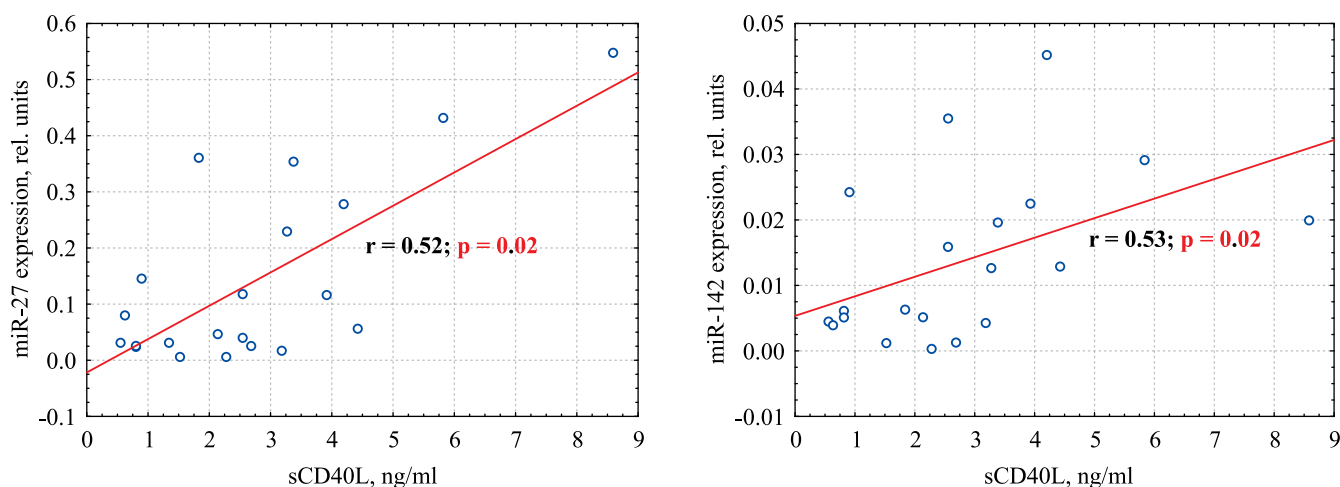 miR-27 expression, rel. units
0.6
0.5
0.4
0.3
0.2
0.1
0.0
-0.1
r = 0.52; p = 0.02
0 1 2 3 4 5 6 7 8 9
sCD40L, ng/ml
miR-142 expression, rel. units
0.05
0.04
0.03
0.02
0.01
0.00
-0.01
r = 0.53; p = 0.02
0 1 2 3 4 5 6 7 8 9
sCD40L, ng/ml